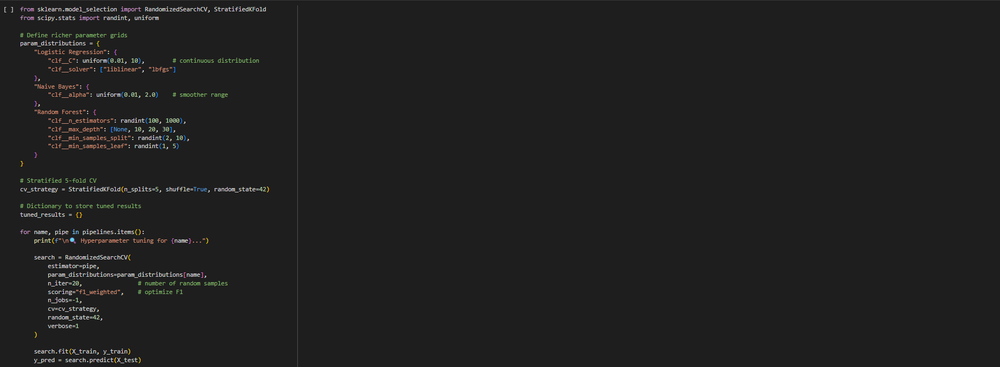 [ ] from sklearn.model_selection import RandomizedSearchCV, StratifiedKFold
from scipy.stats import randint, uniform
# Define richer parameter grids
param_distributions = {
"Logistic Regression": {
"clf__C": uniform(0.01, 10), # continuous distribution
"clf__solver": ["liblinear", "lbfgs"]
},
"Naive Bayes": {
"clf__alpha": uniform(0.01, 2.0) # smoother range
},
"Random Forest": {
"clf__n_estimators": randint(100, 1000),
"clf__max_depth": [None, 10, 20, 30],
"clf__min_samples_split": randint(2, 10),
"clf__min_samples_leaf": randint(1, 5)
}
}
# Stratified 5-fold CV
cv_strategy = StratifiedKFold(n_splits=5, shuffle=True, random_state=42)
# Dictionary to store tuned results
tuned_results = {}
for name, pipe in pipelines.items():
print(f"\n🔍 Hyperparameter tuning for {name}...")
search = RandomizedSearchCV(
estimator=pipe,
param_distributions=param_distributions[name],
n_iter=20, # number of random samples
scoring="f1_weighted", # optimize F1
n_jobs=-1,
cv=cv_strategy,
random_state=42,
verbose=1
)
search.fit(X_train, y_train)
y_pred = search.predict(X_test)